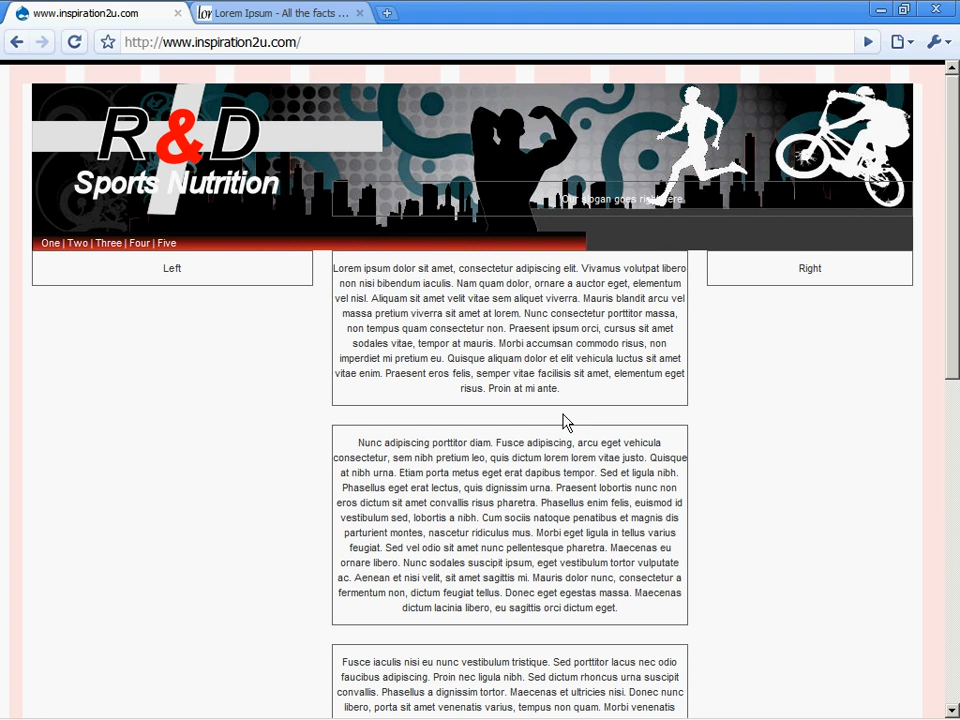 www.inspiration2u.com
Lorem Ipsum - All the facts ...
http://www.inspiration2u.com/
R&D
Sports Nutrition
Our slogan goes right here.
One | Two | Three | Four | Five
Left
Lorem ipsum dolor sit amet, consectetur adipiscing elit. Vivamus volutpat libero
non nisi bibendum iaculis. Nam quam dolor, ornare a auctor eget, elementum
vel nisl. Aliquam sit amet velit vitae sem aliquet viverra. Mauris blandit arcu vel
massa pretium viverra sit amet at lorem. Nunc consectetur porttitor massa,
non tempus quam consectetur non. Praesent ipsum orci, cursus sit amet
sodales vitae, tempor at mauris. Morbi accumsan commodo risus, non
imperdiet mi pretium eu. Quisque aliquam dolor et elit vehicula luctus sit amet
vitae enim. Praesent eros felis, semper vitae facilisis sit amet, elementum eget
risus. Proin at mi ante.
Right
Nunc adipiscing porttitor diam. Fusce adipiscing, arcu eget vehicula
consectetur, sem nibh pretium leo, quis dictum lorem lorem vitae justo. Quisque
at nibh urna. Etiam porta metus eget erat dapibus tempor. Sed et ligula nibh.
Phasellus eget erat lectus, quis dignissim urna. Praesent lobortis nunc non
eros dictum sit amet convallis risus pharetra. Phasellus enim felis, euismod id
vestibulum sed, lobortis a nibh. Cum sociis natoque penatibus et magnis dis
parturient montes, nascetur ridiculus mus. Morbi eget ligula in tellus varius
feugiat. Sed vel odio sit amet nunc pellentesque pharetra. Maecenas eu
ornare libero. Nunc sodales suscipit ipsum, eget vestibulum tortor vulputate
ac. Aenean et nisi velit, sit amet sagittis mi. Mauris dolor nunc, consectetur a
fermentum non, dictum feugiat tellus. Donec eget egestas massa. Maecenas
dictum lacinia libero, eu sagittis orci dictum eget.
Fusce iaculis nisi eu nunc vestibulum tristique. Sed porttitor lacus nec odio
faucibus adipiscing. Proin nec ligula nibh. Sed dictum rhoncus urna suscipit
convallis. Phasellus a dignissim tortor. Maecenas et ultricies nisi. Donec nunc
libero, porta sit amet venenatis varius, tempus non quam. Morbi venenatis